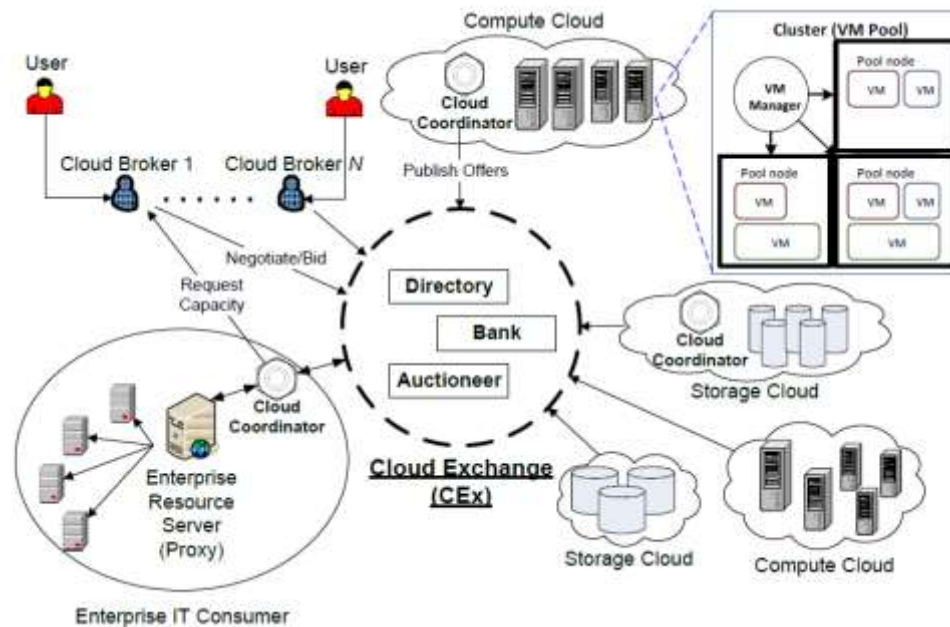 Compute Cloud
Cluster (VM Pool)
User
User
Cloud
Coordinator
VM
Manager
Pool node
VM
VM
Cloud Broker 1
Cloud Broker N
Publish Offers
Pool node
VM
VM
Pool node
VM
VM
VM
Negotiate/Bid
Request
Capacity
Directory
Bank
Auctioneer
Cloud
Coordinator
Storage Cloud
Cloud
Coordinator
Enterprise
Resource
Server
(Proxy)
Cloud Exchange
(CEx)
Storage Cloud
Compute Cloud
Enterprise IT Consumer